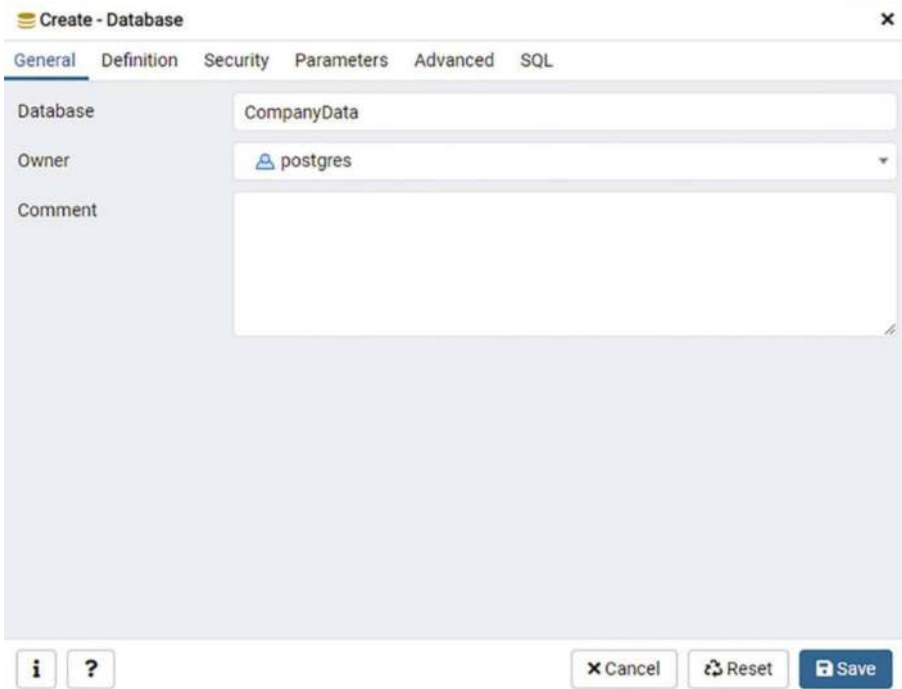 Create - Database
General Definition Security Parameters Advanced SQL
Database CompanyData
Owner postgres
Comment
i ? Cancel Reset Save